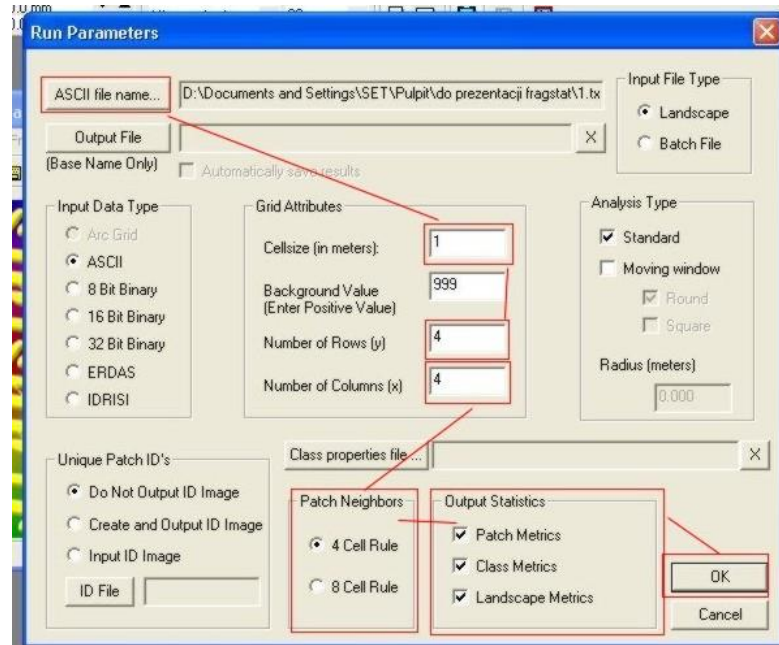 Run Parameters
ASCII file name...
D:\Documents and Settings\SET\Pulpit\do prezentacji fragstat\1.tx
Input File Type
Landscape
Batch File
Output File
X
(Base Name Only)
Automatically save results
Input Data Type
Arc Grid
ASCII
8 Bit Binary
16 Bit Binary
32 Bit Binary
ERDAS
IDRISI
Grid Attributes
Cellsize (in meters):
1
Background Value
(Enter Positive Value)
999
Number of Rows (y)
4
Number of Columns (x)
4
Analysis Type
Standard
Moving window
Round
Square
Radius (meters)
0.000
Class properties file ...
X
Unique Patch ID's
Do Not Output ID Image
Create and Output ID Image
Input ID Image
ID File
Patch Neighbors
4 Cell Rule
8 Cell Rule
Output Statistics
Patch Metrics
Class Metrics
Landscape Metrics
OK
Cancel